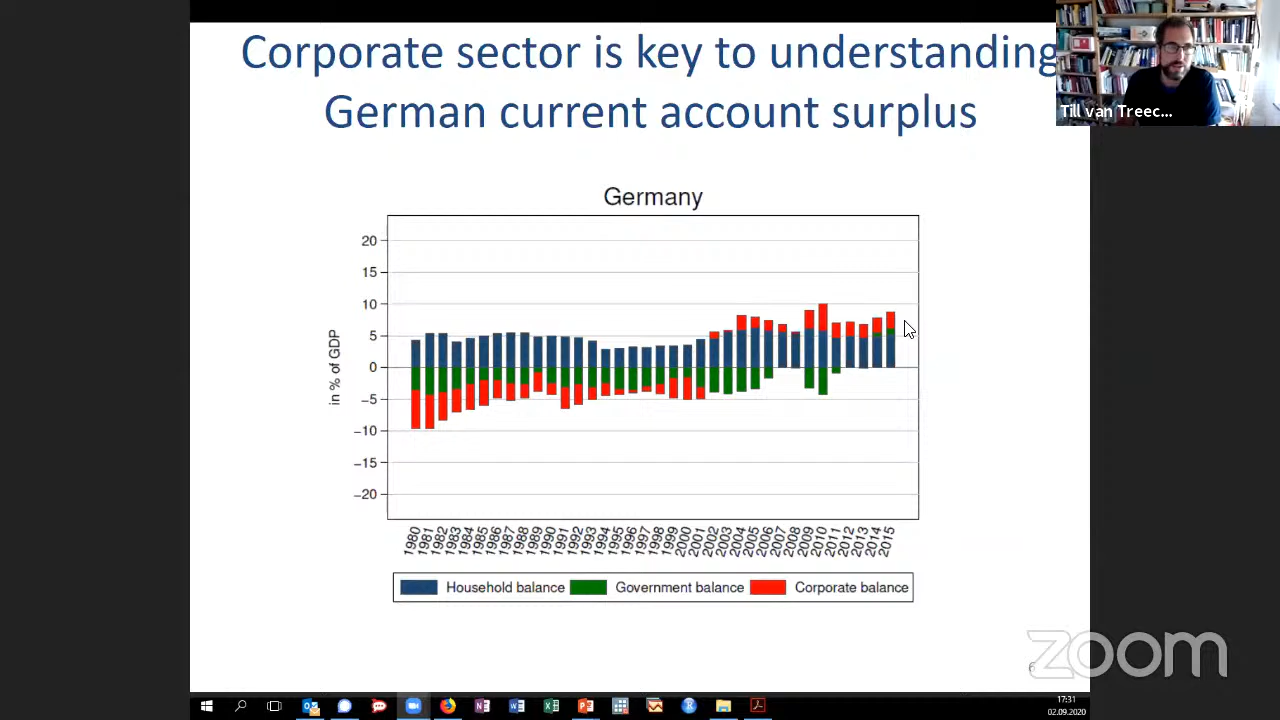 Corporate sector is key to understanding
German current account surplus
Till van Treec...
Germany
in % of GDP
20
15
10
5
0
−5
−10
−15
−20
1980 1981 1982 1983 1984 1985 1986 1987 1988 1989 1990 1991 1992 1993 1994 1995 1996 1997 1998 1999 2000 2001 2002 2003 2004 2005 2006 2007 2008 2009 2010 2011 2012 2013 2014 2015
Household balance Government balance Corporate balance
zoom
6
17:31
02.09.2020